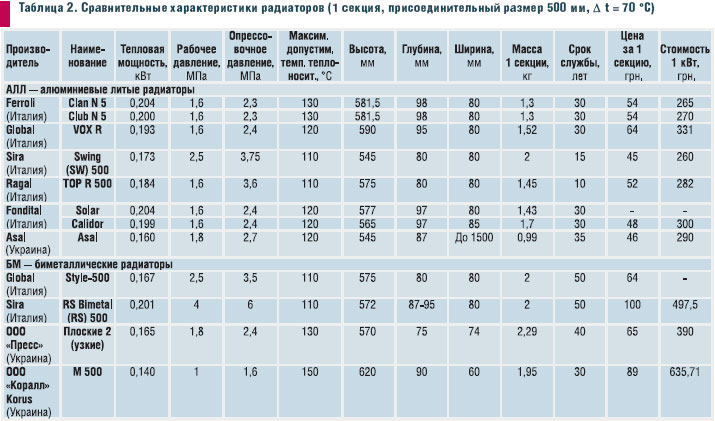 Таблица 2. Сравнительные характеристики радиаторов (1 секция, присоединительный размер 500 мм, Δ t = 70 °C)
Произво-дитель Наиме-нование Тепловая мощность, кВт Рабочее давление, МПа Опрессо-вочное давление, МПа Максим. допустим, темп. тепло-носит., °C Высота, мм Глубина, мм Ширина, мм Масса 1 секции, кг Срок службы, лет Цена за 1 секцию, грн, Стоимость 1 кВт, грн,
АЛЛ — алюминиевые литые радиаторы
Ferroli Clan N 5 0,204 1,6 2,3 130 581,5 98 80 1,3 30 54 265
(Италия) Club N 5 0,200 1,6 2,3 130 581,5 98 80 1,3 30 54 270
Global VOX R 0,193 1,6 2,4 120 590 95 80 1,52 30 64 331
(Италия)
Sira Swing 0,173 2,5 3,75 110 545 80 80 2 15 45 260
(Италия) (SW) 500
Ragal TOP R 500 0,184 1,6 3,6 110 575 80 80 1,45 10 52 282
(Италия)
Fondital Solar 0,204 1,6 2,4 120 577 97 80 1,43 30 - -
(Италия) Calidor 0,199 1,6 2,4 120 565 97 85 1,7 30 48 300
Asal Asal 0,160 1,8 2,7 120 545 87 До 1500 0,99 35 46 290
(Украина)
БМ — биметаллические радиаторы
Global Style-500 0,167 2,5 3,5 110 575 80 80 2 50 64 -
(Италия)
Sira RS Bimetal 0,201 4 6 110 572 87-95 80 2 50 100 497,5
(Италия) (RS) 500
ООО Плоские 2 0,165 1,8 2,4 130 570 75 74 2,29 40 65 390
«Пресс» (узкие)
(Украина)
ООО М 500 0,140 1 1,6 150 620 90 60 1,95 30 89 635,71
«Коралл»
Korus
(Украина)